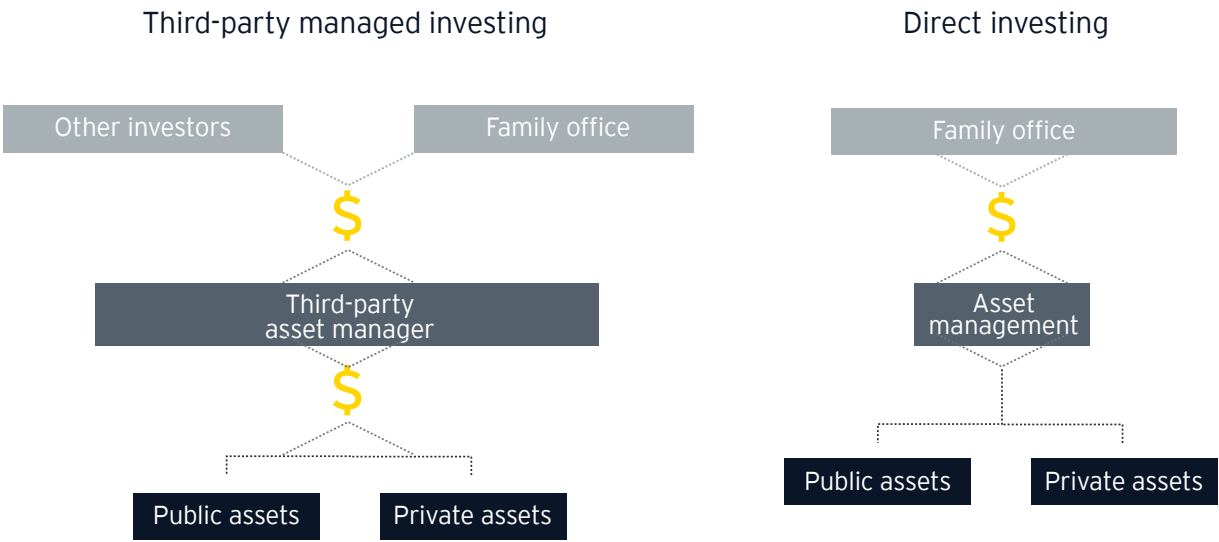 Third-party managed investing
Other investors
Family office
$
Third-party
asset manager
$
Public assets
Private assets
Direct investing
Family office
$
Asset
management
Public assets
Private assets